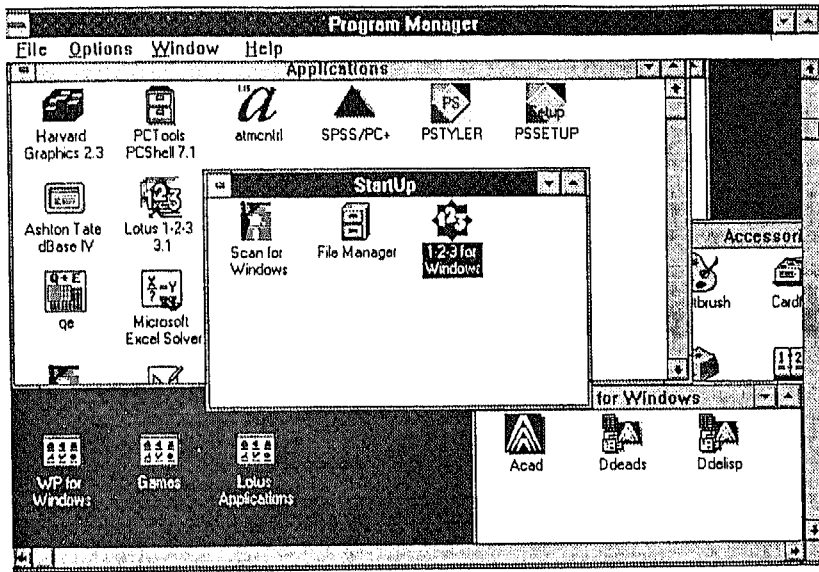 Program Manager
File Options Window Help
Applications
Harvard
Graphics 2.3
PCTools
PCShell 7.1
atmcntrl
SPSS/PC+
PSTYLER
PSSETUP
Ashton Tate
dBase IV
Lotus 1-2-3
3.1
qe
Microsoft
Excel Solver
StartUp
Scan for
Windows
File Manager
1-2-3 for
Windows
Accessori
tbrush
Cardf
for Windows
Acad
Ddeads
Ddelisp
WP for
Windows
Games
Lotus
Applications